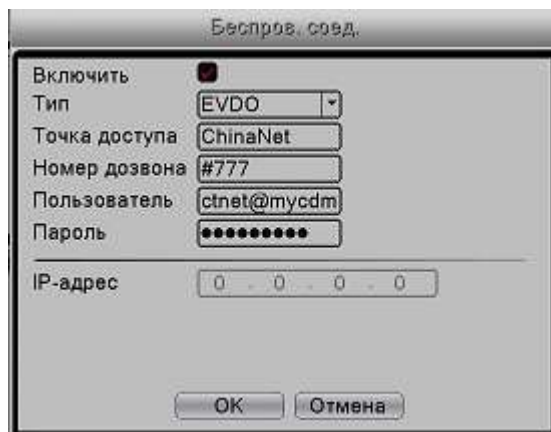 Беспров. соед.
Включить
Тип EVDO
Точка доступа ChinaNet
Номер дозвона #777
Пользователь ctnet@mycdm
Пароль ●●●●●●●●●
IP-адрес 0 . 0 . 0 . 0
OK Отмена